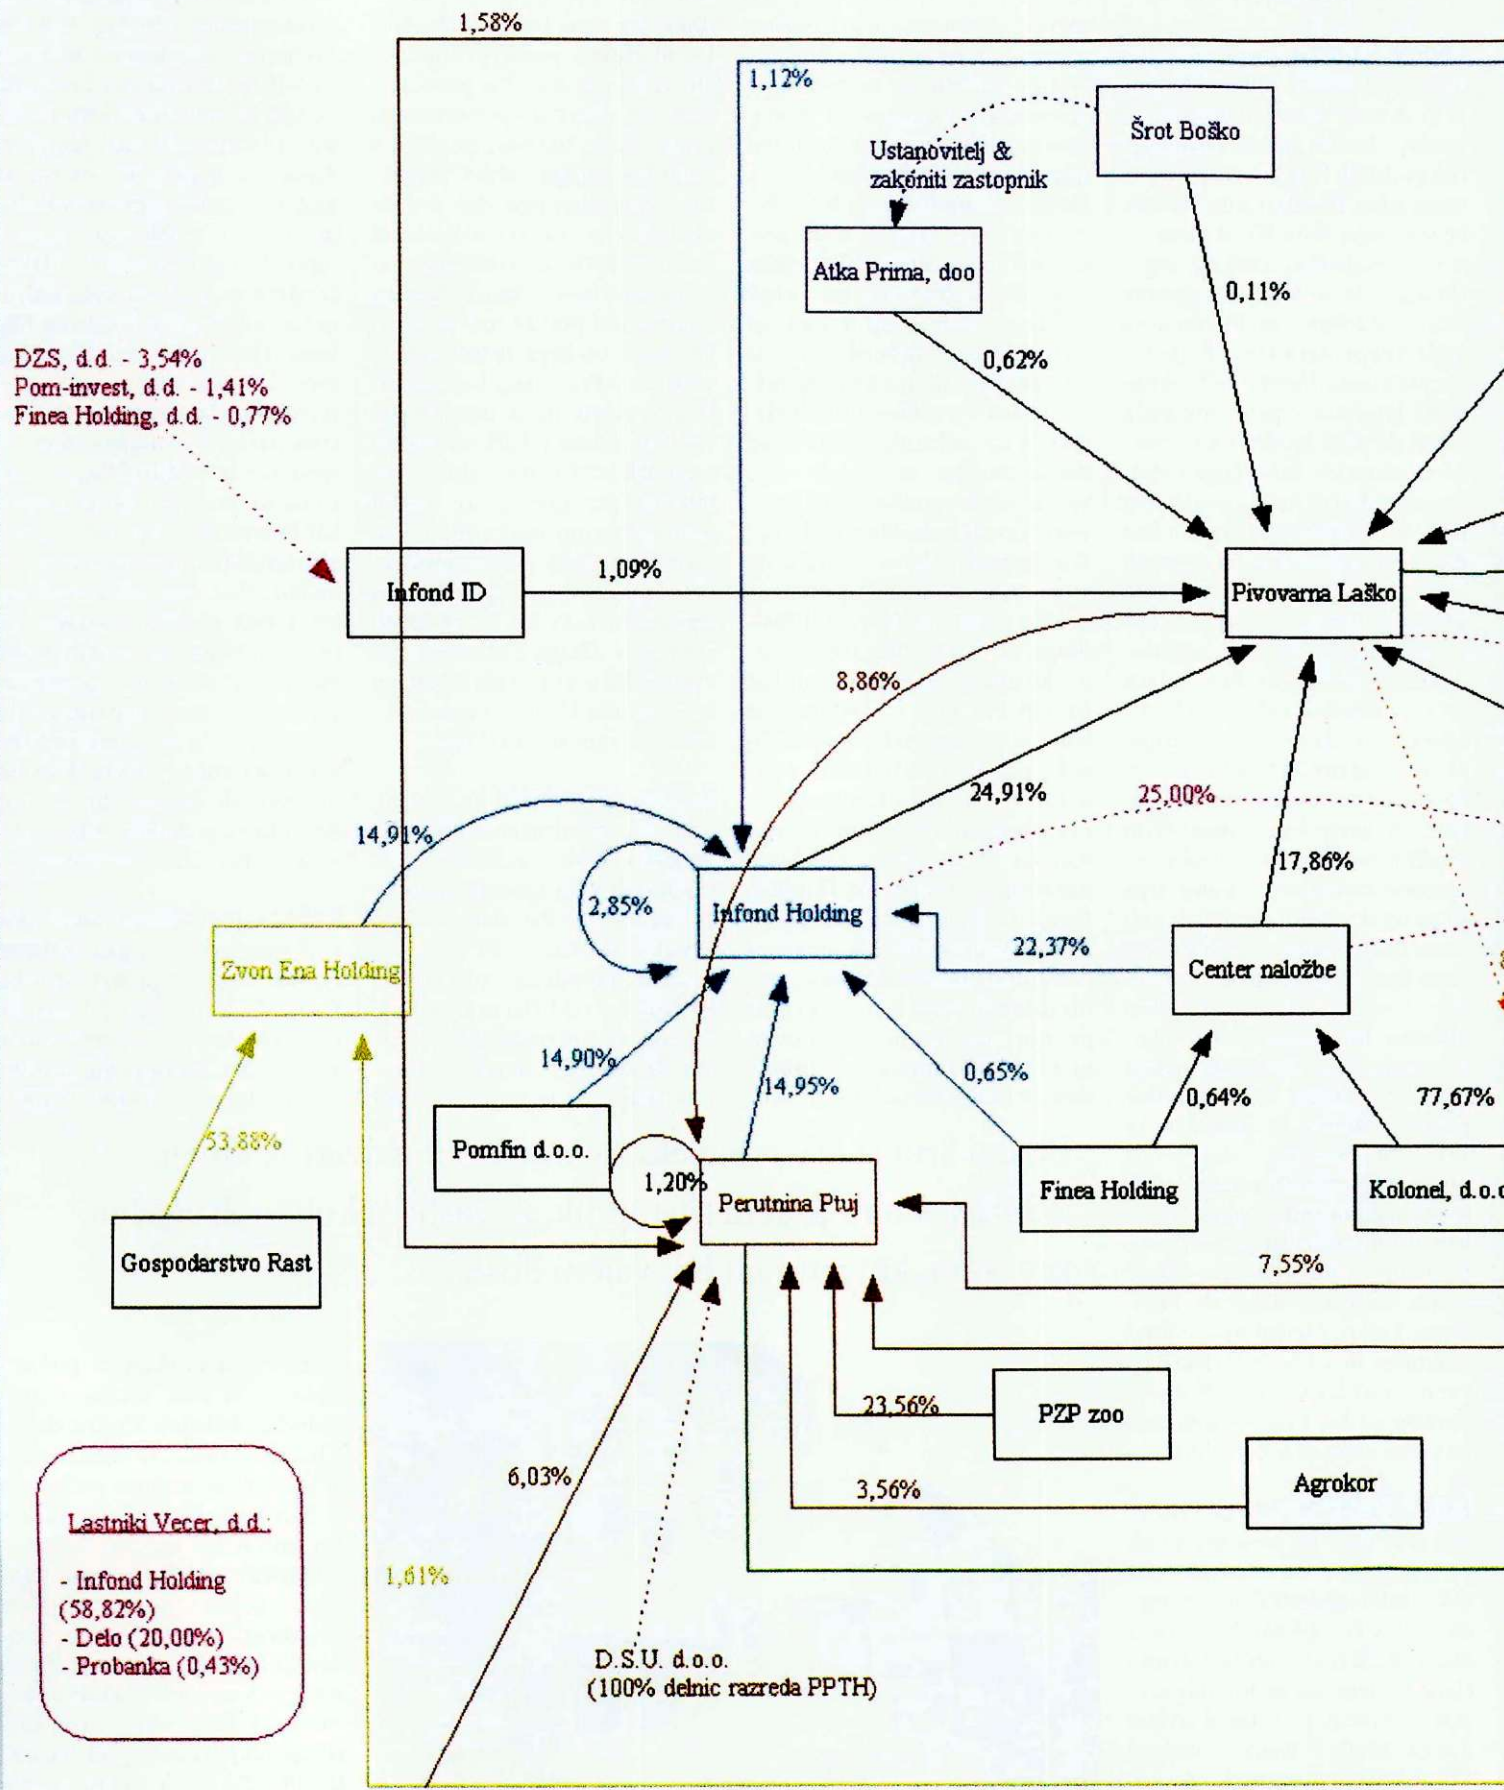 1,58%
1,12%
Šrot Boško
Ustanovitelj &
zakoniti zastopnik
Atka Prima, doo
0,11%
0,62%
DZS, d.d. - 3,54%
Pom-invest, d.d. - 1,41%
Finea Holding, d.d. - 0,77%
Infond ID
1,09%
Pivovarna Laško
8,86%
24,91%
25,00%
14,91%
17,86%
2,85%
Infond Holding
22,37%
Center naložbe
Zvon Ena Holding
14,90%
14,95%
0,65%
0,64%
77,67%
53,88%
Pomfin d.o.o.
1,20%
Perutnina Ptuj
Finea Holding
Kolonel, d.o.o
Gospodarstvo Rast
7,55%
23,56%
PZP zoo
6,03%
3,56%
Agrokor
Lastniki Vecer, d.d.:
- Infond Holding
(58,82%)
- Delo (20,00%)
- Probanka (0,43%)
1,61%
D.S.U. d.o.o.
(100% delnic razreda PPTH)